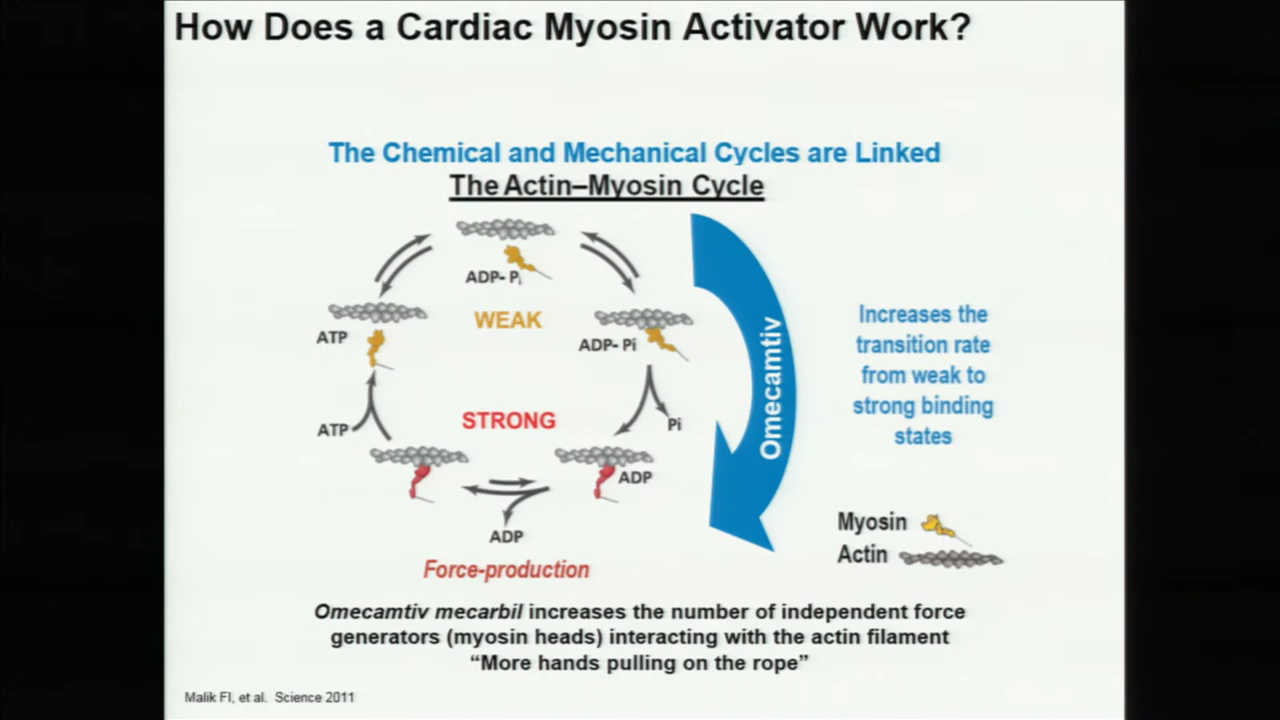 How Does a Cardiac Myosin Activator Work?
The Chemical and Mechanical Cycles are Linked
The Actin–Myosin Cycle
ADP- Pi
WEAK
ATP
ADP- Pi
STRONG
ATP
Pi
ADP
ADP
Force-production
Omecamtiv
Increases the
transition rate
from weak to
strong binding
states
Myosin
Actin
Omecamtiv mecarbil increases the number of independent force
generators (myosin heads) interacting with the actin filament
“More hands pulling on the rope”
Malik FI, et al. Science 2011